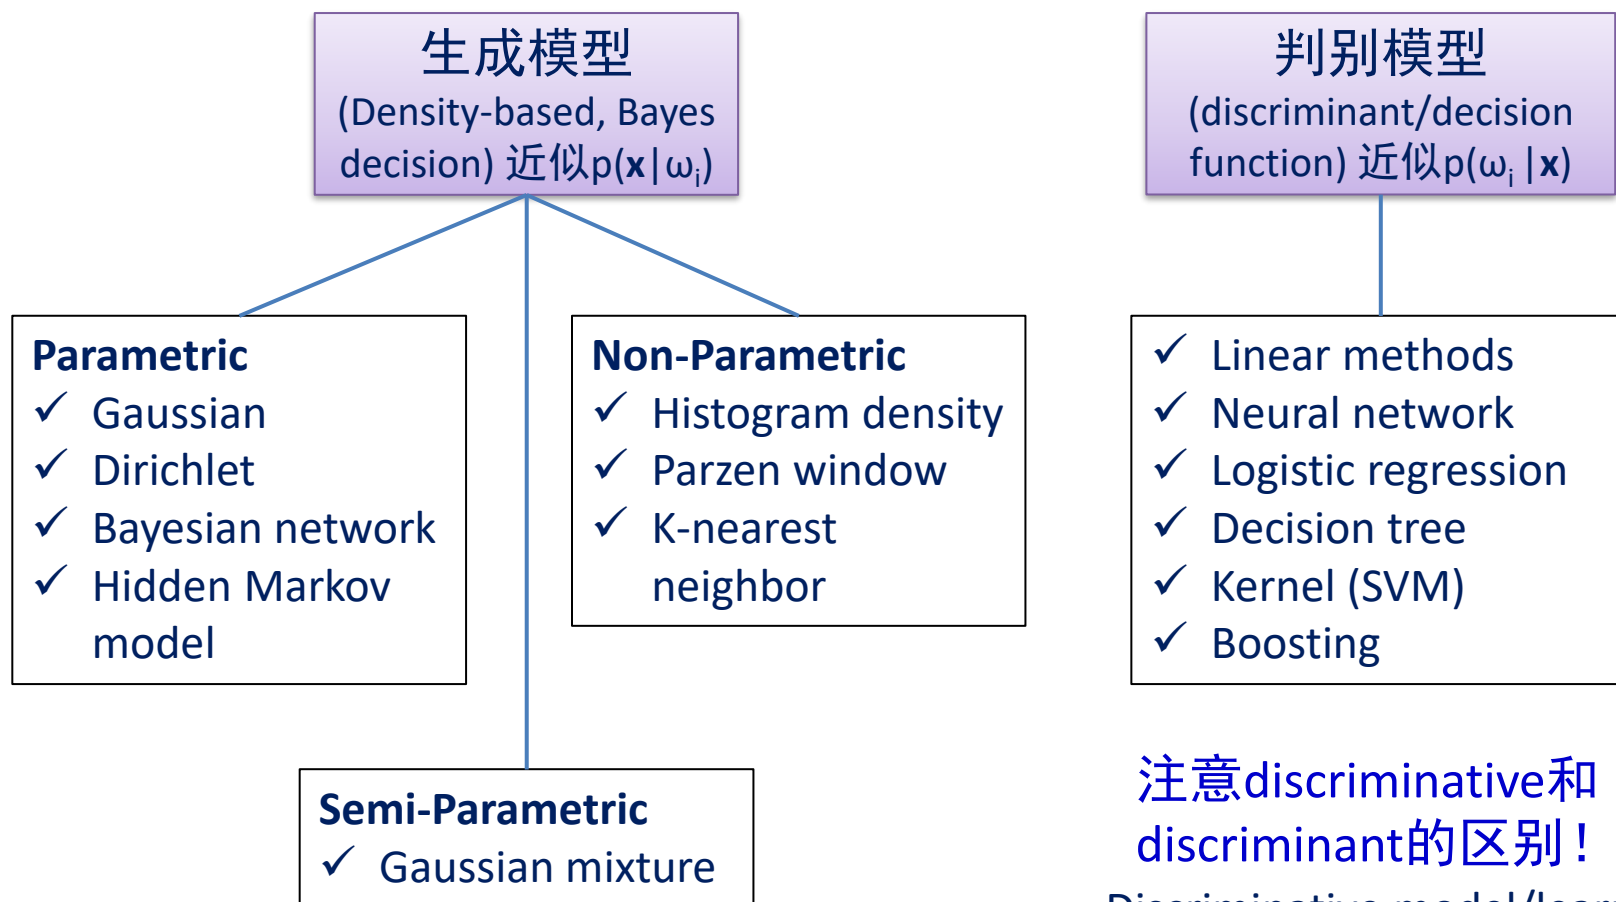 生成模型
(Density-based, Bayes
decision) 近似p(x|ωi)
判别模型
(discriminant/decision
function) 近似p(ωi |x)
Parametric
✓ Gaussian
✓ Dirichlet
✓ Bayesian network
✓ Hidden Markov
model
Non-Parametric
✓ Histogram density
✓ Parzen window
✓ K-nearest
neighbor
✓ Linear methods
✓ Neural network
✓ Logistic regression
✓ Decision tree
✓ Kernel (SVM)
✓ Boosting
Semi-Parametric
✓ Gaussian mixture
注意discriminative和
discriminant的区别！
Discriminative model/